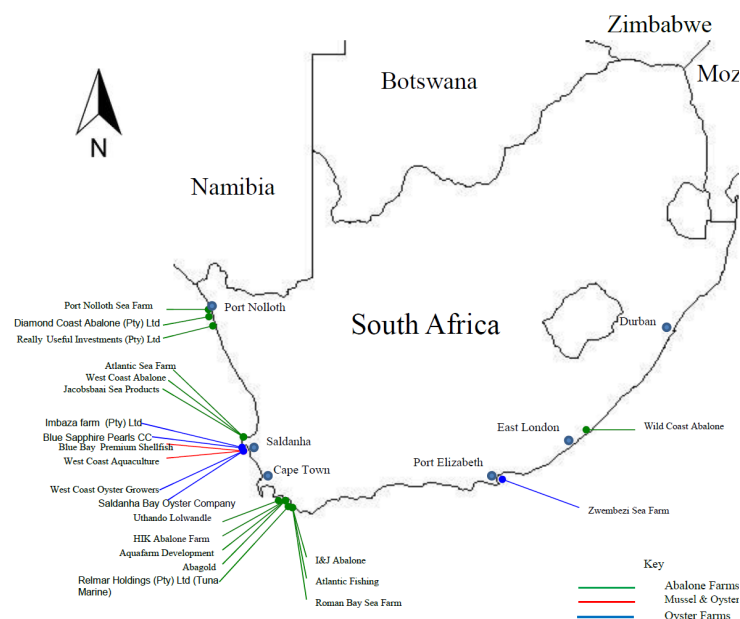 Zimbabwe
Botswana
Moz
N
Namibia
Port Nolloth Sea Farm
Port Nolloth
Diamond Coast Abalone (Pty) Ltd
Really Useful Investments (Pty) Ltd
South Africa
Durban
Atlantic Sea Farm
West Coast Abalone
Jacobsbaai Sea Products
Imbaza farm (Pty) Ltd
Blue Sapphire Pearls CC
Blue Bay Premium Shellfish
West Coast Aquaculture
Saldanha
East London
Wild Coast Abalone
Cape Town
Port Elizabeth
West Coast Oyster Growers
Saldanha Bay Oyster Company
Zwembezi Sea Farm
Uthando Lolwandle
HIK Abalone Farm
Aquafarm Development
Abagold
Relmar Holdings (Pty) Ltd (Tuna
Marine)
I&J Abalone
Atlantic Fishing
Roman Bay Sea Farm
Key
Abalone Farms
Mussel & Oyster
Oyster Farms